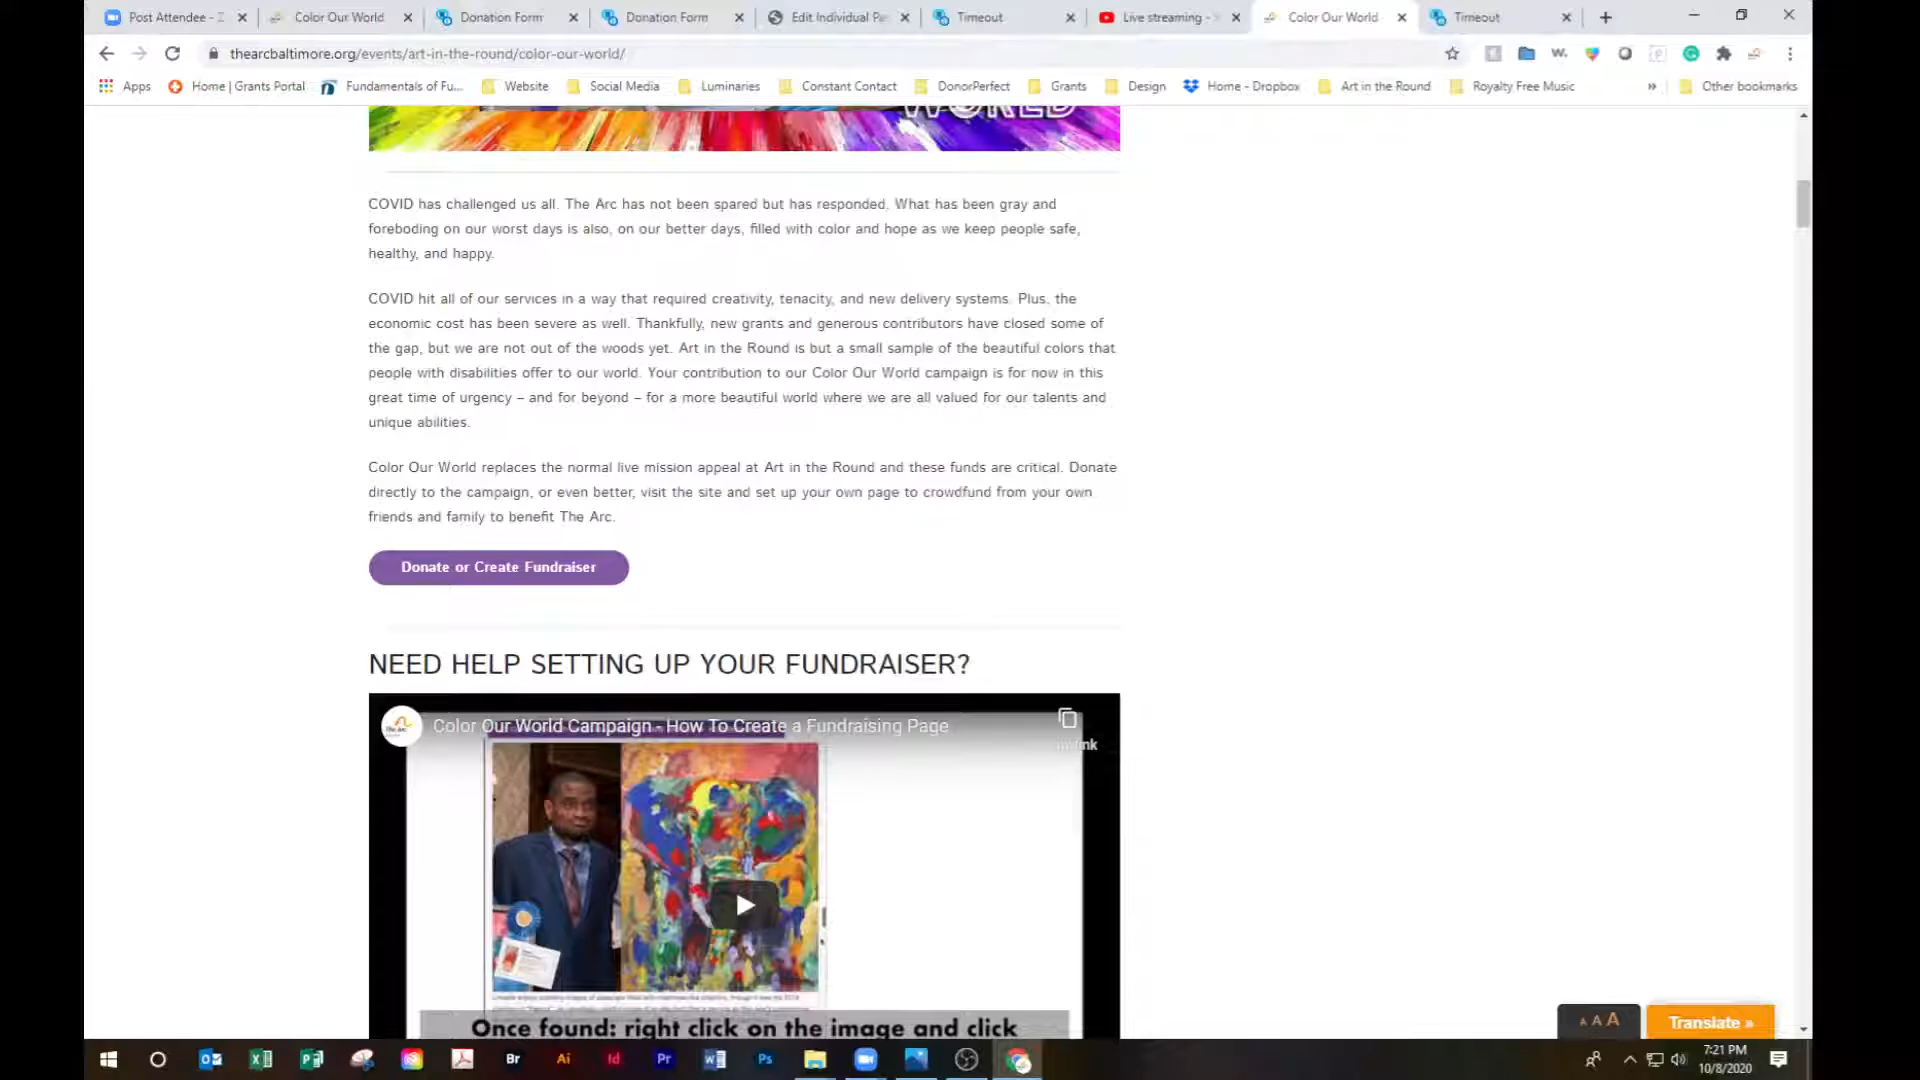 Post Attendee - Z
Color Our World
Donation Form
Donation Form
Edit Individual Pe
Timeout
Live streaming -
Color Our World
Timeout
thearcbaltimore.org/events/art-in-the-round/color-our-world/
Apps
Home | Grants Portal
Fundamentals of Fu...
Website
Social Media
Luminaries
Constant Contact
DonorPerfect
Grants
Design
Home - Dropbox
Art in the Round
Royalty Free Music
»
Other bookmarks
WORLD
COVID has challenged us all. The Arc has not been spared but has responded. What has been gray and
foreboding on our worst days is also, on our better days, filled with color and hope as we keep people safe,
healthy, and happy.
COVID hit all of our services in a way that required creativity, tenacity, and new delivery systems. Plus, the
economic cost has been severe as well. Thankfully, new grants and generous contributors have closed some of
the gap, but we are not out of the woods yet. Art in the Round is but a small sample of the beautiful colors that
people with disabilities offer to our world. Your contribution to our Color Our World campaign is for now in this
great time of urgency – and for beyond – for a more beautiful world where we are all valued for our talents and
unique abilities.
Color Our World replaces the normal live mission appeal at Art in the Round and these funds are critical. Donate
directly to the campaign, or even better, visit the site and set up your own page to crowdfund from your own
friends and family to benefit The Arc.
Donate or Create Fundraiser
NEED HELP SETTING UP YOUR FUNDRAISER?
The Arc
Color Our World Campaign - How To Create a Fundraising Page
Once found: right click on the image and click
A A A
Translate »
Br
Ai
Id
Pr
Ps
7:21 PM
10/8/2020